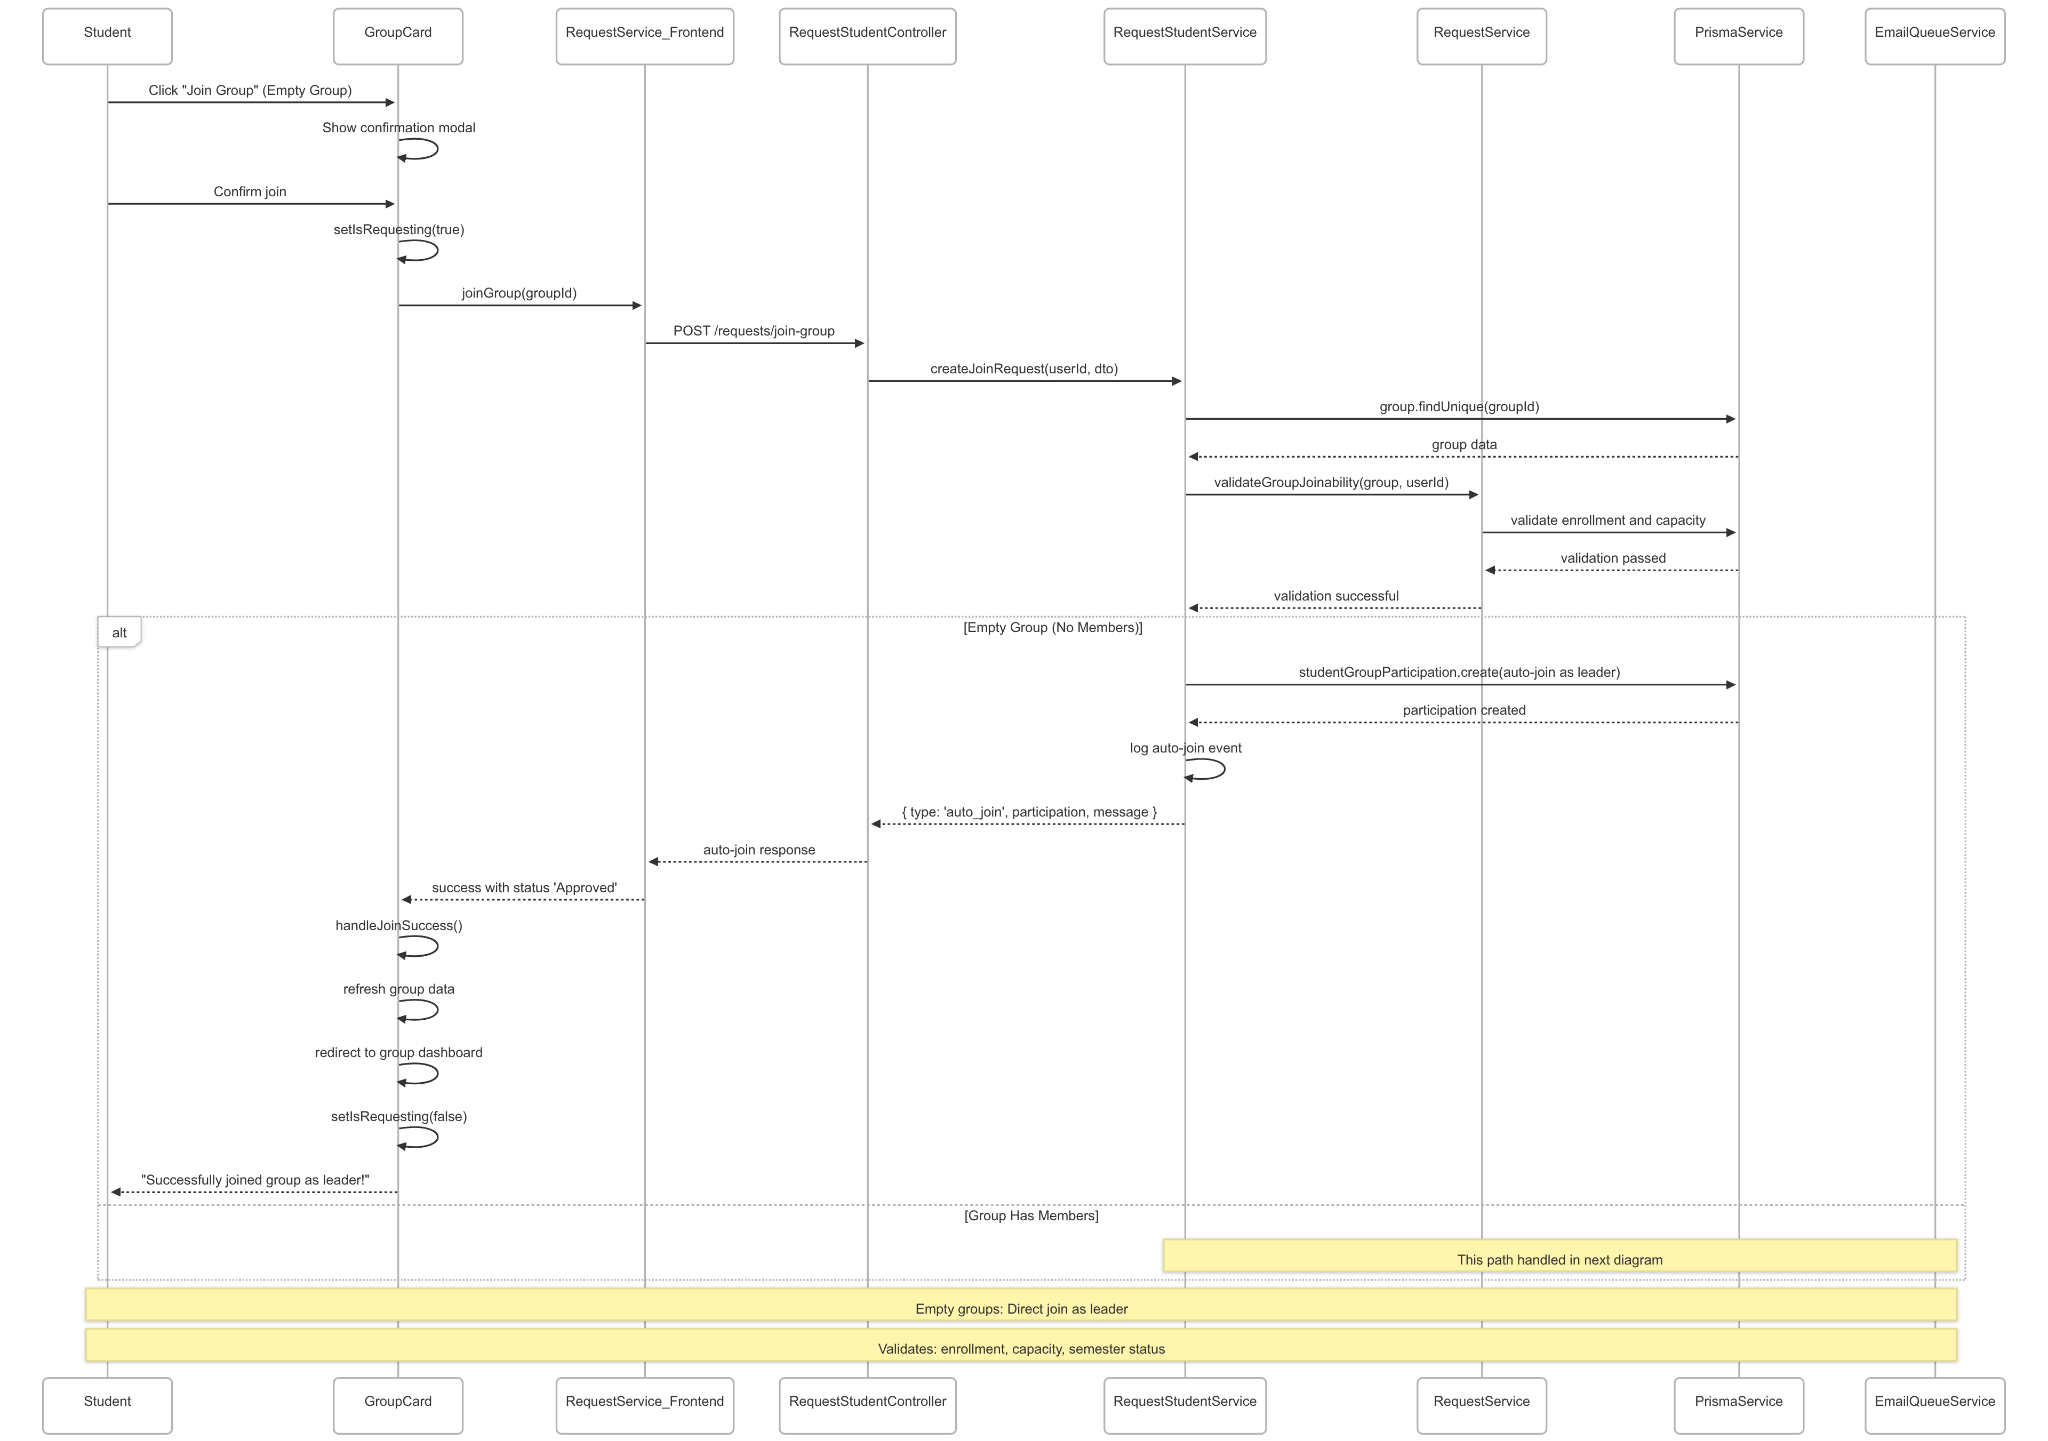 Student
GroupCard
RequestService_Frontend
RequestStudentController
RequestStudentService
RequestService
PrismaService
EmailQueueService
Click "Join Group" (Empty Group)
Show confirmation modal
Confirm join
setIsRequesting(true)
joinGroup(groupId)
POST /requests/join-group
createJoinRequest(userId, dto)
group.findUnique(groupId)
group data
validateGroupJoinability(group, userId)
validate enrollment and capacity
validation passed
validation successful
alt
[Empty Group (No Members)]
studentGroupParticipation.create(auto-join as leader)
participation created
log auto-join event
{ type: 'auto_join', participation, message }
auto-join response
success with status 'Approved'
handleJoinSuccess()
refresh group data
redirect to group dashboard
setIsRequesting(false)
"Successfully joined group as leader!"
[Group Has Members]
This path handled in next diagram
Empty groups: Direct join as leader
Validates: enrollment, capacity, semester status
Student
GroupCard
RequestService_Frontend
RequestStudentController
RequestStudentService
RequestService
PrismaService
EmailQueueService